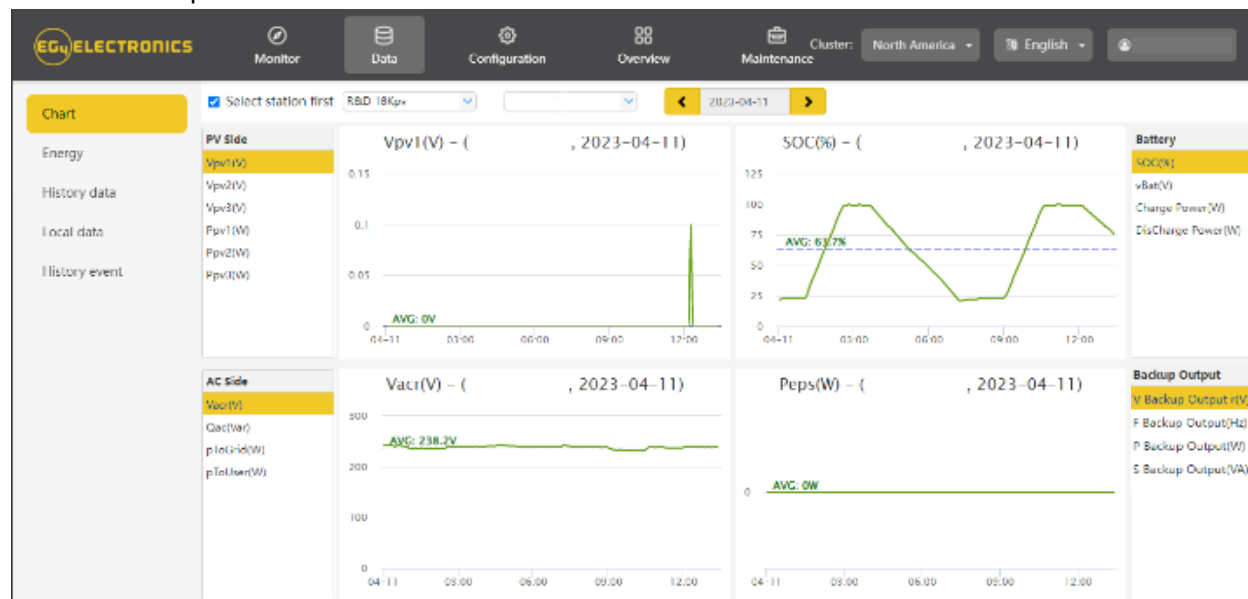 EG4 ELECTRONICS
Monitor
Data
Configuration
Overview
Maintenance
Cluster:
North America
English
Chart
Energy
History data
Local data
History event
Select station first
R&D 18Kpv
2023-04-11
PV Side
Vpv1(V)
Vpv2(V)
Vpv3(V)
Ppv1(W)
Ppv2(W)
Ppv3(W)
Vpv1(V) – ( , 2023-04-11)
0.15
0.1
0.05
0
AVG: 0V
04-11 03:00 06:00 09:00 12:00
SOC(%) – ( , 2023-04-11)
125
100
75
50
25
0
AVG: 63.7%
04-11 03:00 06:00 09:00 12:00
Battery
SOC(%)
vBat(V)
Charge Power(W)
DisCharge Power(W)
AC Side
Vacr(V)
Qac(Var)
pToGrid(W)
pToUser(W)
Vacr(V) – ( , 2023-04-11)
300
200
100
0
AVG: 238.2V
04-11 03:00 06:00 09:00 12:00
Peps(W) – ( , 2023-04-11)
0
AVG: 0W
04-11 03:00 06:00 09:00 12:00
Backup Output
V Backup Output r(V)
F Backup Output(Hz)
P Backup Output(W)
S Backup Output(VA)